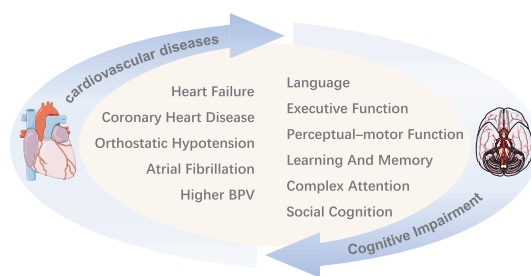 cardiovascular diseases
Heart Failure
Coronary Heart Disease
Orthostatic Hypotension
Atrial Fibrillation
Higher BPV
Language
Executive Function
Perceptual–motor Function
Learning And Memory
Complex Attention
Social Cognition
Cognitive Impairment